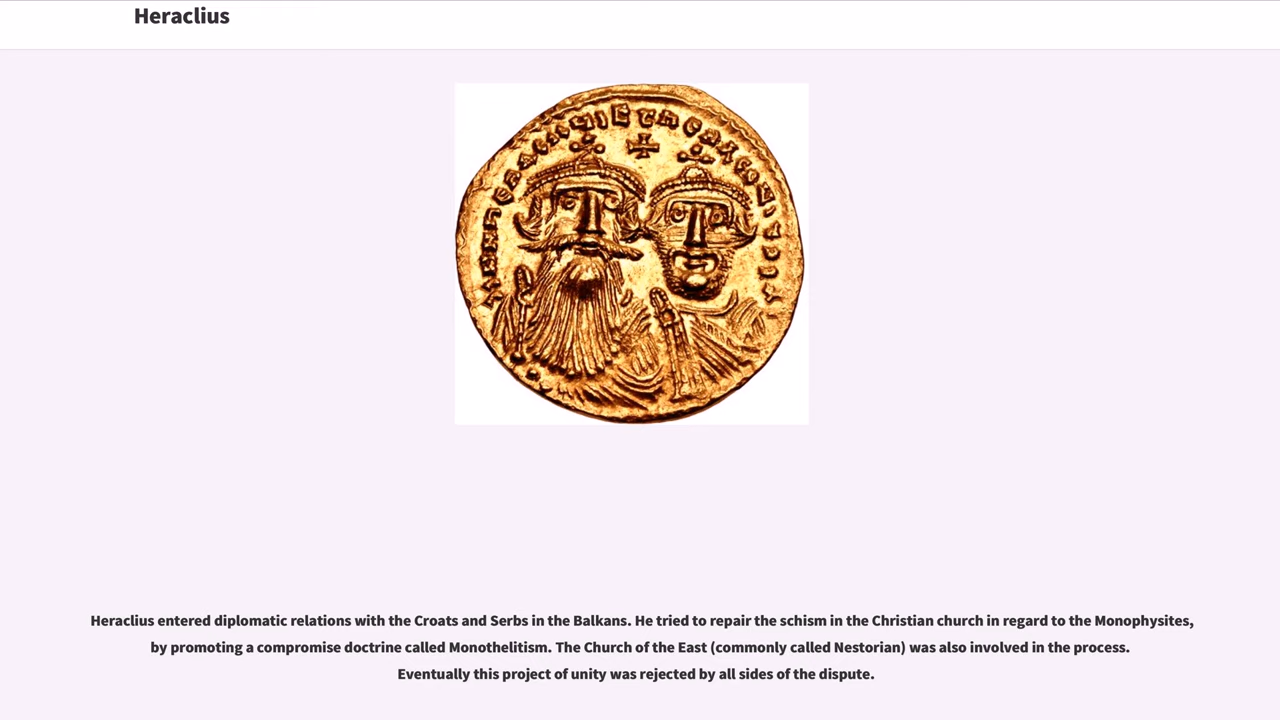 Heraclius
Heraclius entered diplomatic relations with the Croats and Serbs in the Balkans. He tried to repair the schism in the Christian church in regard to the Monophysites,
by promoting a compromise doctrine called Monothelitism. The Church of the East (commonly called Nestorian) was also involved in the process.
Eventually this project of unity was rejected by all sides of the dispute.